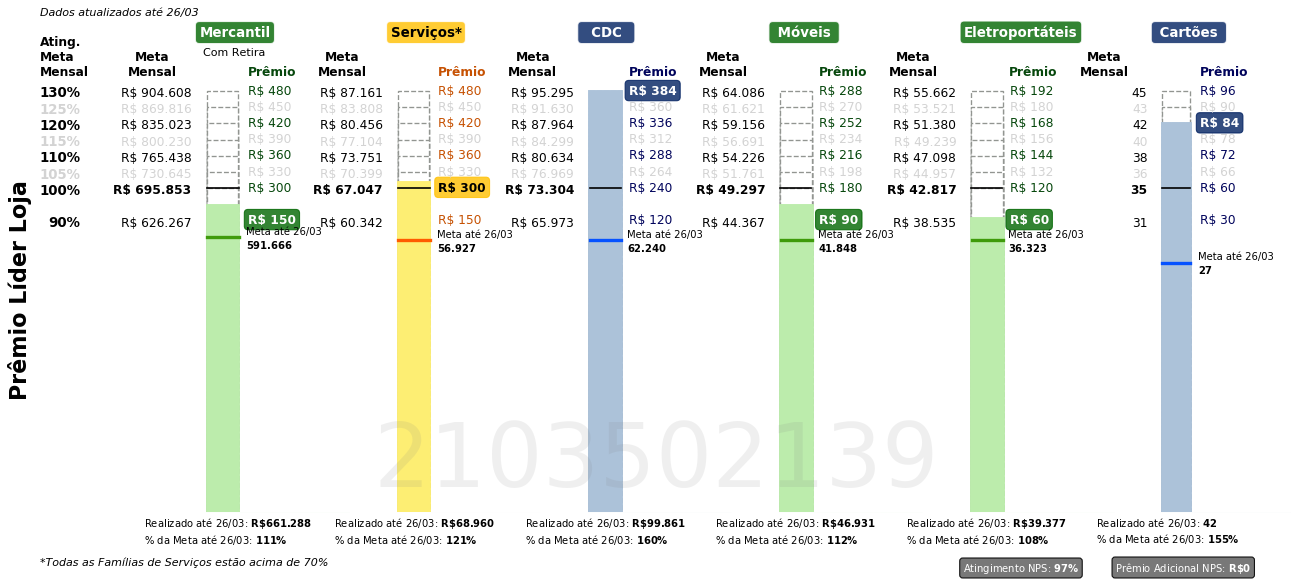 Dados atualizados até 26/03
Mercantil Serviços* CDC Móveis Eletroportáteis Cartões
Com Retira
Ating. Meta Mensal Meta Mensal Prêmio Meta Mensal Prêmio Meta Mensal Prêmio Meta Mensal Prêmio Meta Mensal Prêmio Meta Mensal Prêmio
130% R$ 904.608 R$ 480 R$ 87.161 R$ 480 R$ 95.295 R$ 384 R$ 64.086 R$ 288 R$ 55.662 R$ 192 45 R$ 96
125% R$ 869.816 R$ 450 R$ 83.808 R$ 450 R$ 91.630 R$ 360 R$ 61.621 R$ 270 R$ 53.521 R$ 180 43 R$ 90
120% R$ 835.023 R$ 420 R$ 80.456 R$ 420 R$ 87.964 R$ 336 R$ 59.156 R$ 252 R$ 51.380 R$ 168 42 R$ 84
115% R$ 800.230 R$ 390 R$ 77.104 R$ 390 R$ 84.299 R$ 312 R$ 56.691 R$ 234 R$ 49.239 R$ 156 40 R$ 78
110% R$ 765.438 R$ 360 R$ 73.751 R$ 360 R$ 80.634 R$ 288 R$ 54.226 R$ 216 R$ 47.098 R$ 144 38 R$ 72
105% R$ 730.645 R$ 330 R$ 70.399 R$ 330 R$ 76.969 R$ 264 R$ 51.761 R$ 198 R$ 44.957 R$ 132 36 R$ 66
100% R$ 695.853 R$ 300 R$ 67.047 R$ 300 R$ 73.304 R$ 240 R$ 49.297 R$ 180 R$ 42.817 R$ 120 35 R$ 60
90% R$ 626.267 R$ 150 R$ 60.342 R$ 150 R$ 65.973 R$ 120 R$ 44.367 R$ 90 R$ 38.535 R$ 60 31 R$ 30
Meta até 26/03 Meta até 26/03 Meta até 26/03 Meta até 26/03 Meta até 26/03 Meta até 26/03
591.666 56.927 62.240 41.848 36.323 27
Prêmio Líder Loja
2103502139
Realizado até 26/03: R$661.288 Realizado até 26/03: R$68.960 Realizado até 26/03: R$99.861 Realizado até 26/03: R$46.931 Realizado até 26/03: R$39.377 Realizado até 26/03: 42
% da Meta até 26/03: 111% % da Meta até 26/03: 121% % da Meta até 26/03: 160% % da Meta até 26/03: 112% % da Meta até 26/03: 108% % da Meta até 26/03: 155%
*Todas as Famílias de Serviços estão acima de 70%
Atingimento NPS: 97% Prêmio Adicional NPS: R$0